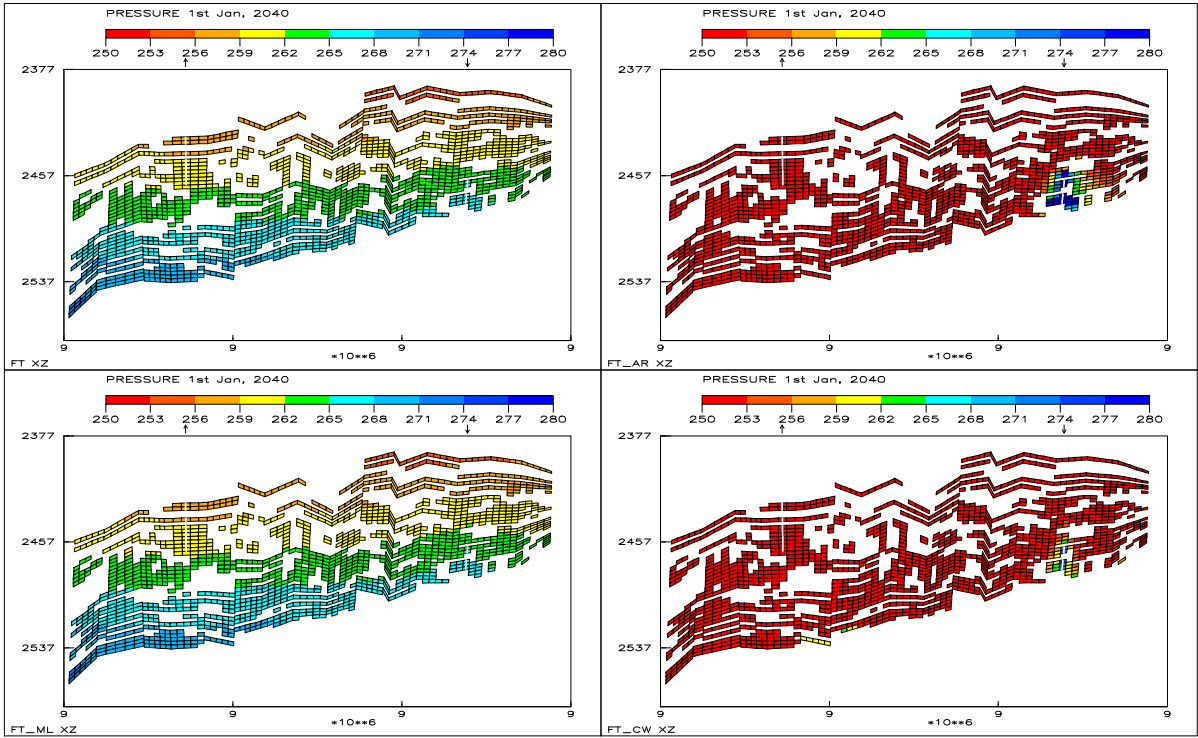 PRESSURE 1st Jan, 2040
250 253 256 259 262 265 268 271 274 277 280
2377
2457
2537
9 9 9 9
*10**6
FT XZ
PRESSURE 1st Jan, 2040
250 253 256 259 262 265 268 271 274 277 280
2377
2457
2537
9 9 9 9
*10**6
FT_AR XZ
PRESSURE 1st Jan, 2040
250 253 256 259 262 265 268 271 274 277 280
2377
2457
2537
9 9 9 9
*10**6
FT_ML XZ
PRESSURE 1st Jan, 2040
250 253 256 259 262 265 268 271 274 277 280
2377
2457
2537
9 9 9 9
*10**6
FT_CW XZ